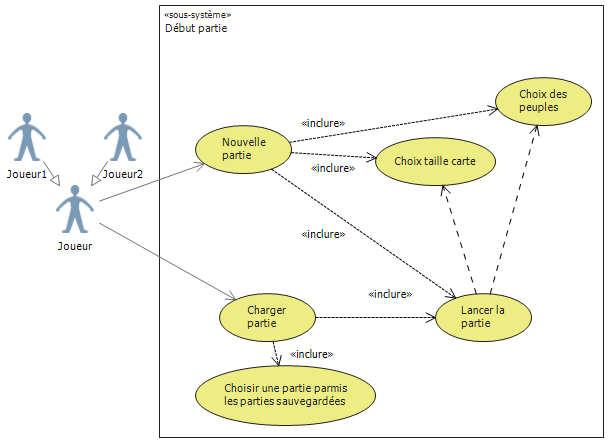 «sous-système»
Début partie
Choix des
peuples
«inclure»
Nouvelle
partie
Choix taille carte
«inclure»
Joueur1
Joueur2
Joueur
«inclure»
«inclure»
Charger
partie
Lancer la
partie
«inclure»
Choisir une partie parmis
les parties sauvegardées